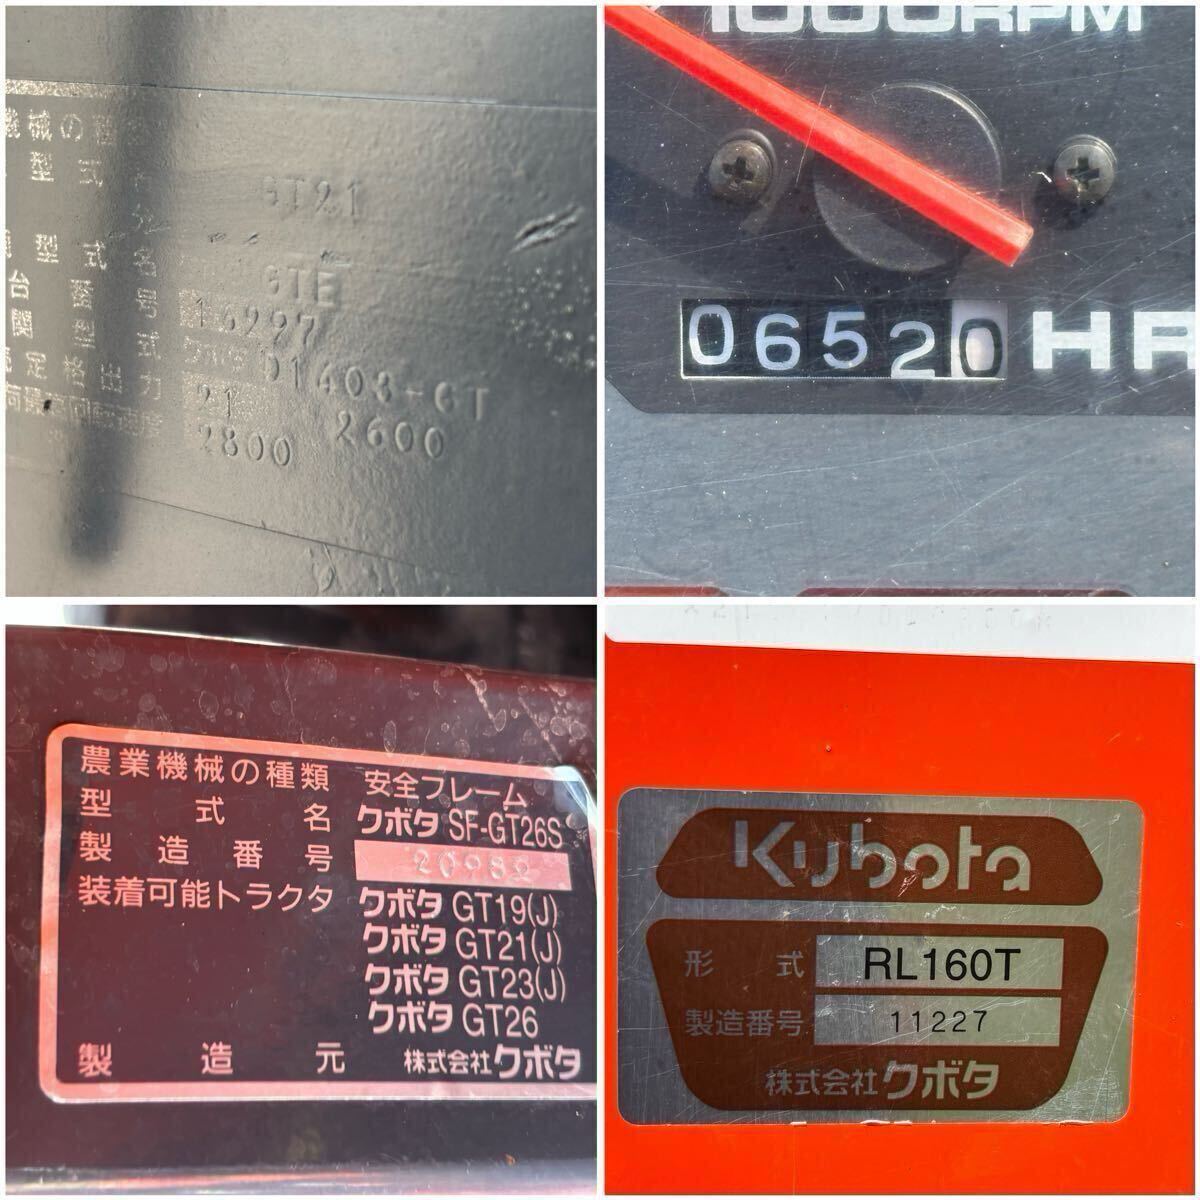 機械の種
型式
GT21
型式名
GTE
台番号
16297
機関型式
D1403-GT
21
2800
2600
×1000RPM
06520 HR
農業機械の種類 安全フレーム
型式名 クボタ SF-GT26S
製造番号 20982
装着可能トラクタ クボタ GT19(J)
クボタ GT21(J)
クボタ GT23(J)
クボタ GT26
製造元 株式会社クボタ
Kubota
形式 RL160T
製造番号 11227
株式会社クボタ